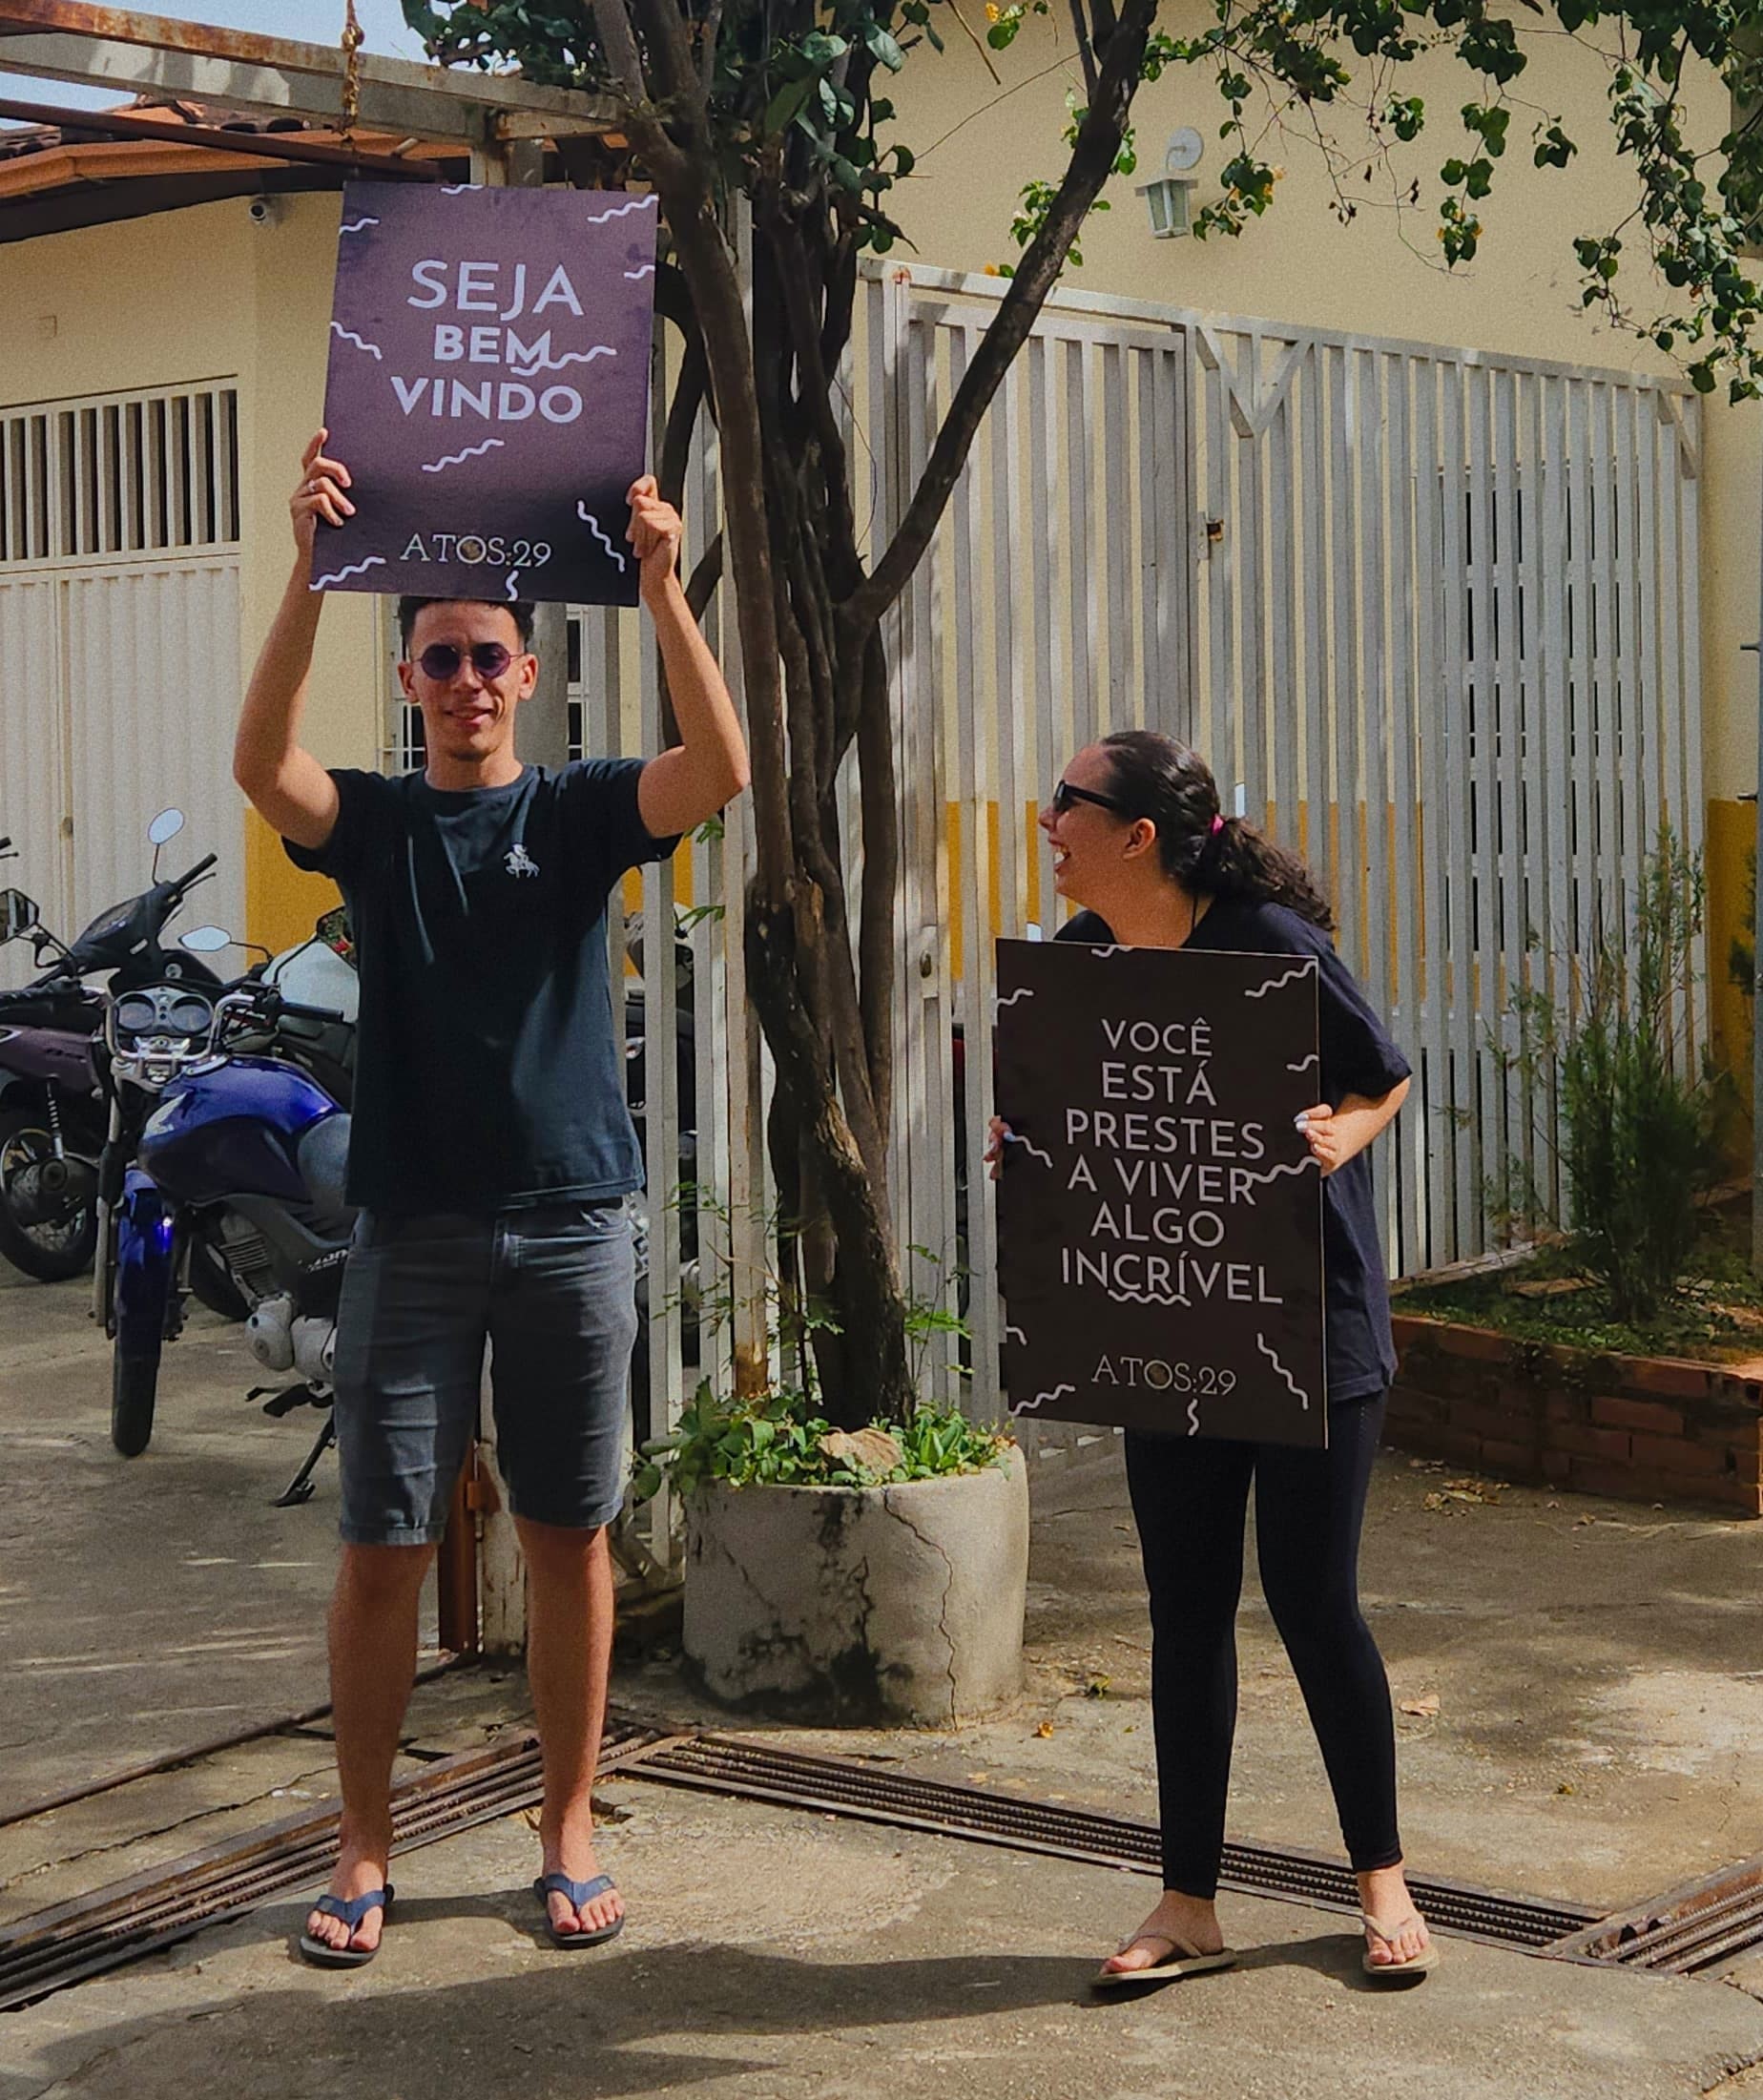 SEJA
BEM
VINDO
ATOS:29
VOCÊ
ESTÁ
PRESTES
A VIVER
ALGO
INCRÍVEL
ATOS:29